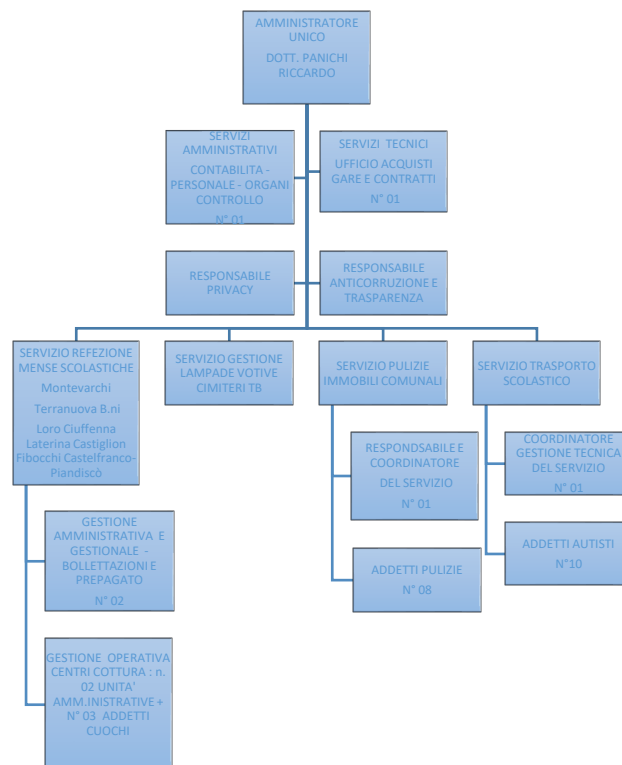 AMMINISTRATORE
UNICO
DOTT. PANICHI
RICCARDO
SERVIZI
AMMINISTRATIVI
CONTABILITA -
PERSONALE - ORGANI
CONTROLLO
N° 01
SERVIZI TECNICI
UFFICIO ACQUISTI
GARE E CONTRATTI
N° 01
RESPONSABILE
PRIVACY
RESPONSABILE
ANTICORRUZIONE E
TRASPARENZA
SERVIZIO REFEZIONE
MENSE SCOLASTICHE
Montevarchi
Terranuova B.ni
Loro Ciuffenna
Laterina Castiglion
Fibocchi Castelfranco-
Piandiscò
SERVIZIO GESTIONE
LAMPADE VOTIVE
CIMITERI TB
SERVIZIO PULIZIE
IMMOBILI COMUNALI
SERVIZIO TRASPORTO
SCOLASTICO
GESTIONE
AMMINISTRATIVA E
GESTIONALE -
BOLLETTAZIONI E
PREPAGATO
N° 02
GESTIONE OPERATIVA
CENTRI COTTURA : n.
02 UNITA'
AMM.INISTRATIVE +
N° 03 ADDETTI
CUOCHI
RESPONDSABILE E
COORDINATORE
DEL SERVIZIO
N° 01
ADDETTI PULIZIE
N° 08
COORDINATORE
GESTIONE TECNICA
DEL SERVIZIO
N° 01
ADDETTI AUTISTI
N°10